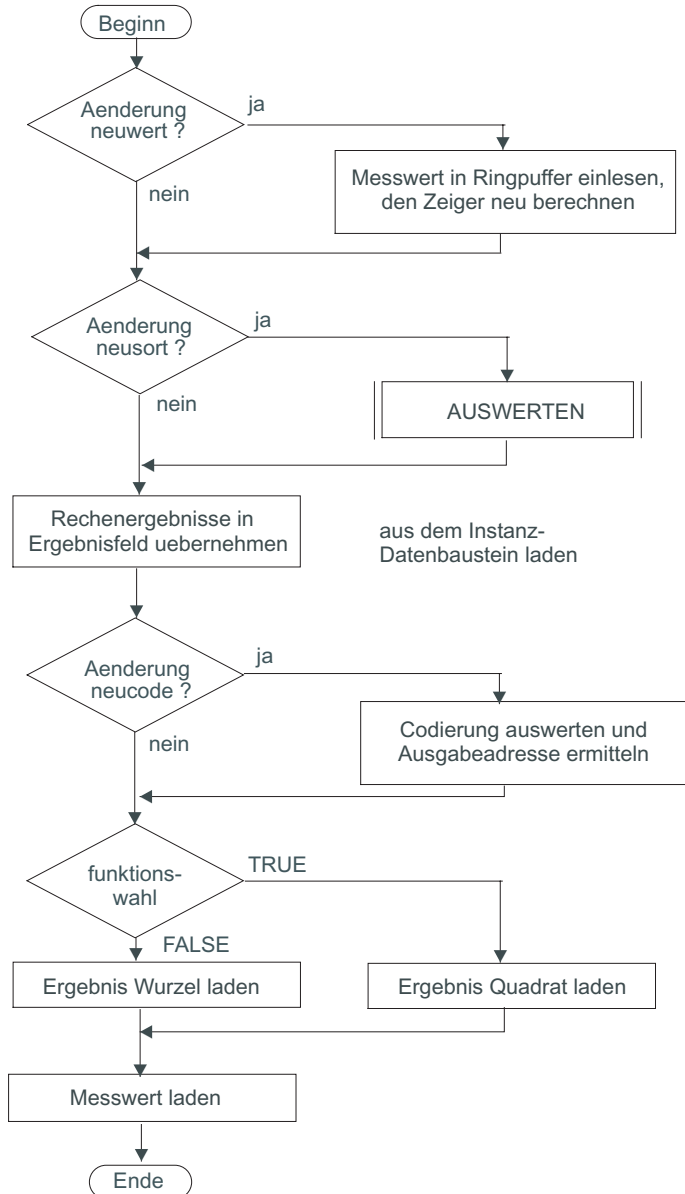 Beginn
Aenderung
neuwert ?
ja
nein
Messwert in Ringpuffer einlesen,
den Zeiger neu berechnen
Aenderung
neusort ?
ja
nein
AUSWERTEN
Rechenergebnisse in
Ergebnisfeld uebernehmen
aus dem Instanz-
Datenbaustein laden
Aenderung
neucode ?
ja
nein
Codierung auswerten und
Ausgabeadresse ermitteln
funktions-
wahl
TRUE
FALSE
Ergebnis Wurzel laden
Ergebnis Quadrat laden
Messwert laden
Ende